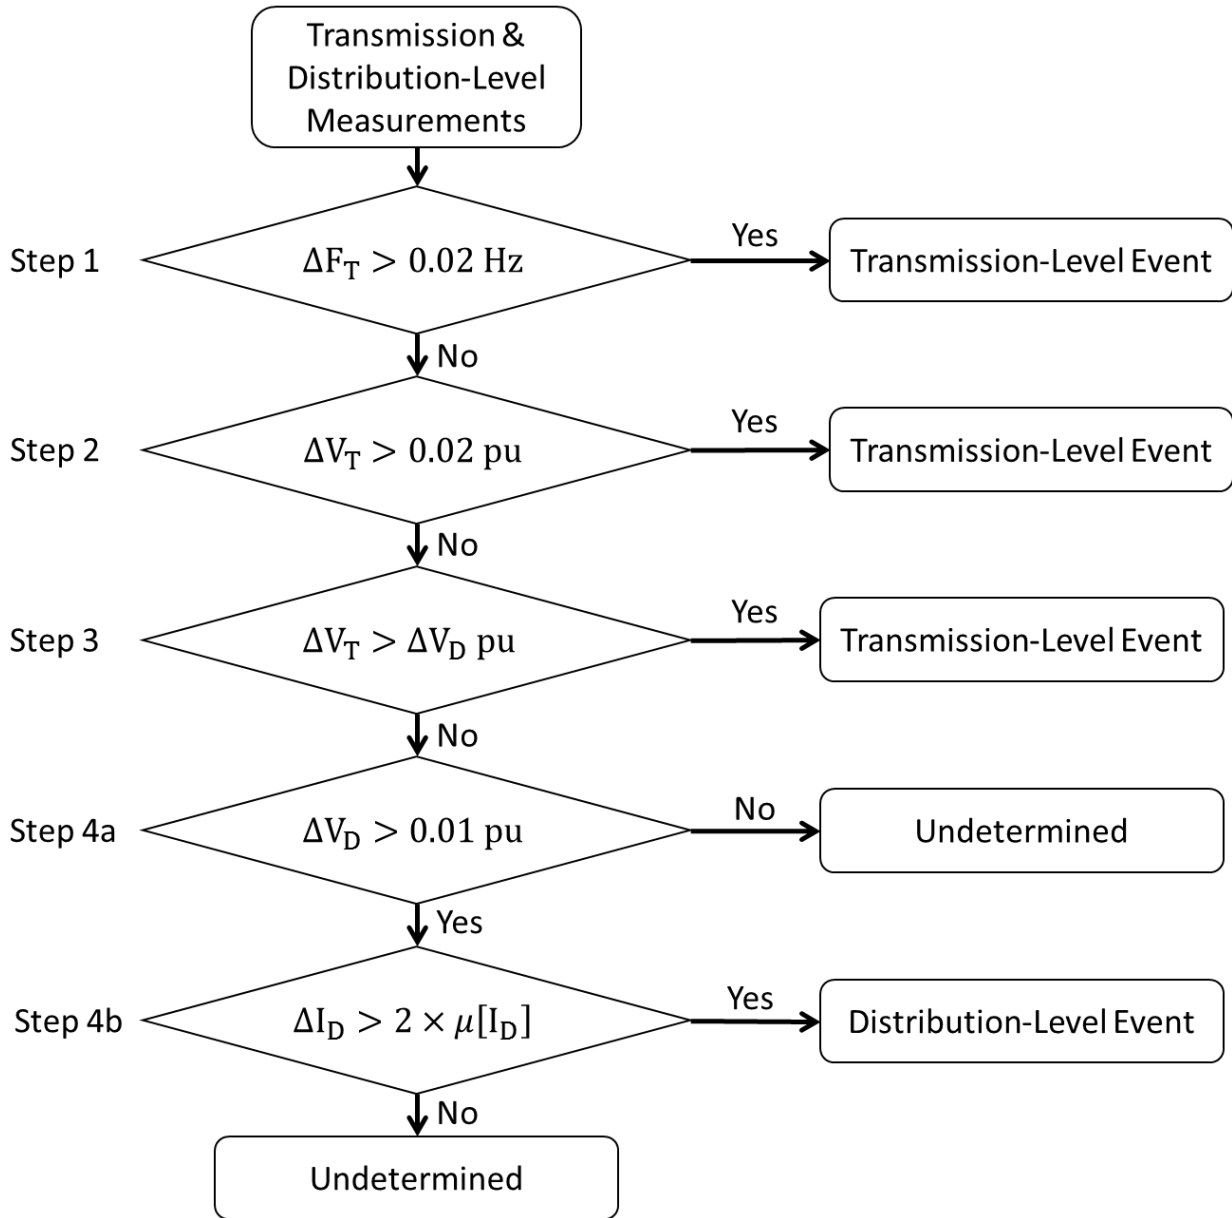 Transmission &
Distribution-Level
Measurements
Step 1
ΔF_T > 0.02 Hz
Yes
Transmission-Level Event
No
Step 2
ΔV_T > 0.02 pu
Yes
Transmission-Level Event
No
Step 3
ΔV_T > ΔV_D pu
Yes
Transmission-Level Event
No
Step 4a
ΔV_D > 0.01 pu
No
Undetermined
Yes
Step 4b
ΔI_D > 2 × μ[I_D]
Yes
Distribution-Level Event
No
Undetermined